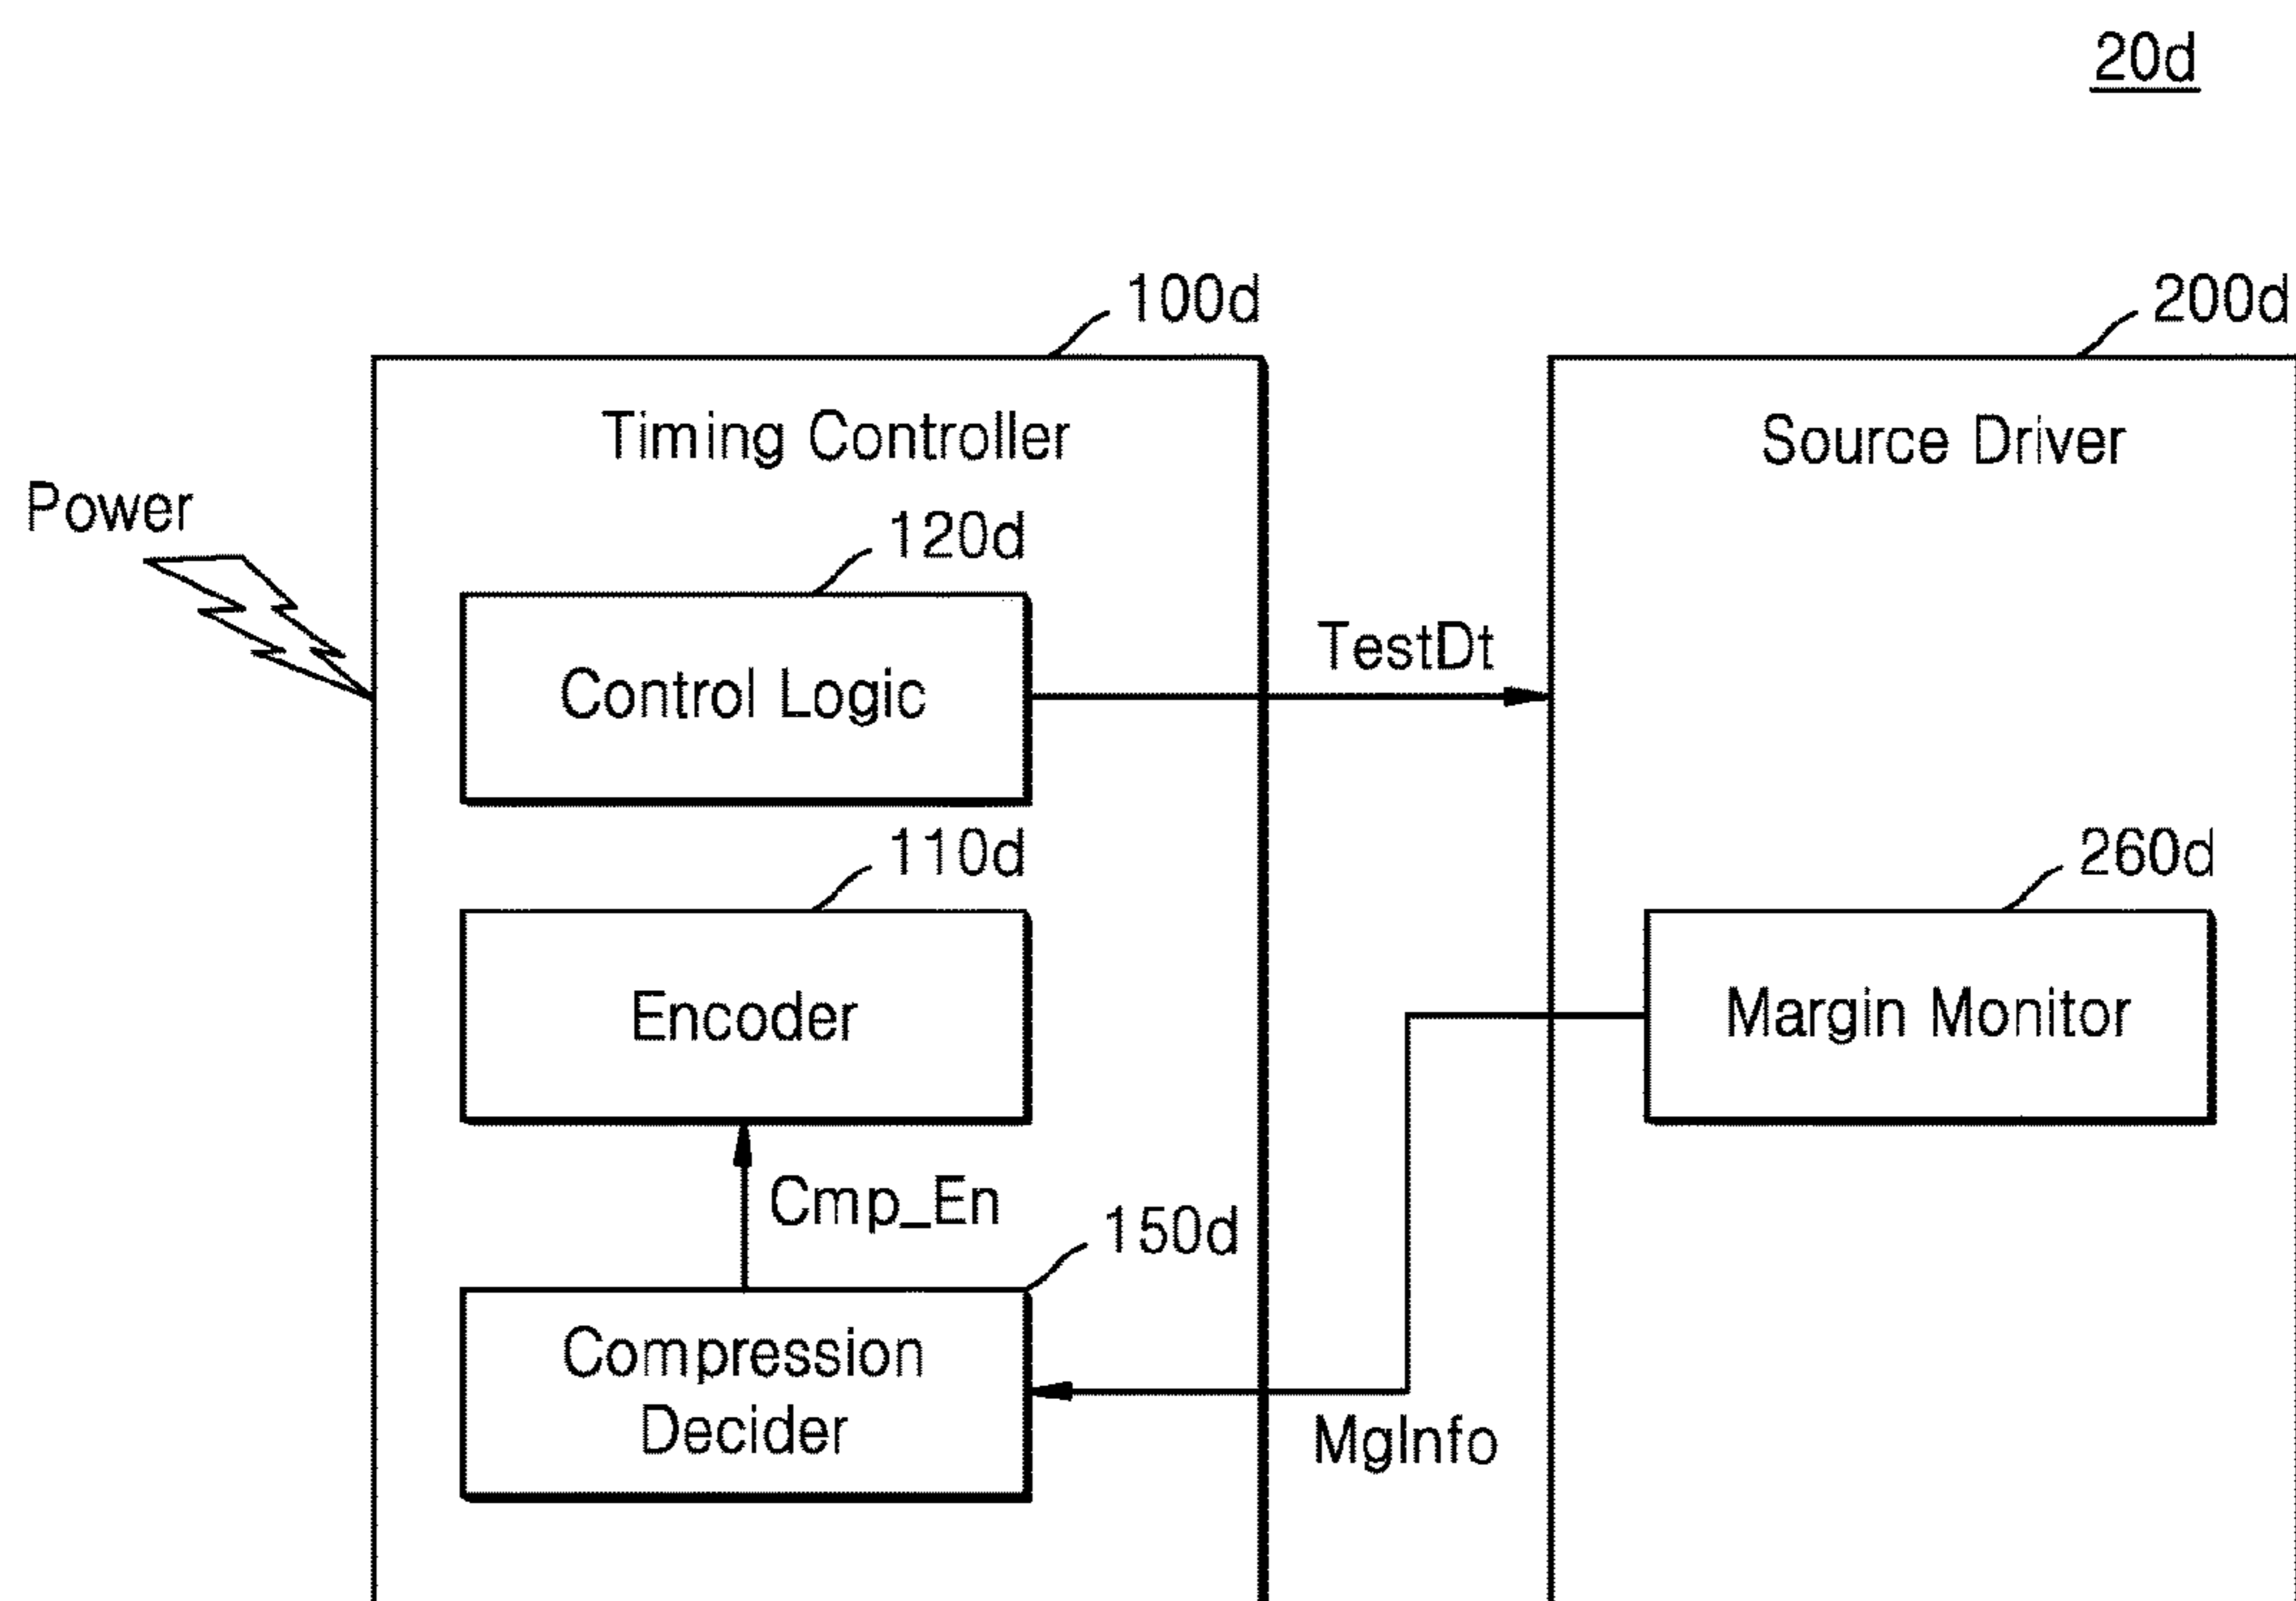 20d
100d
200d
Timing Controller
Source Driver
Power
120d
Control Logic
TestDt
110d
260d
Encoder
Margin Monitor
Cmp_En
150d
Compression
Decider
MgInfo